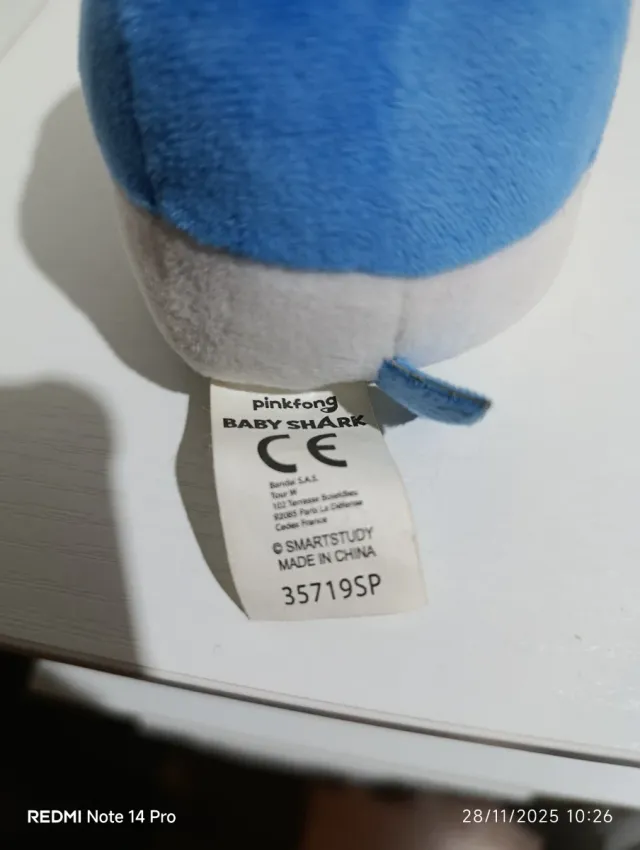 pinkfong
BABY SHARK
CE
Bandai S.A.S.
Tour W
102 Terrasse Boieldieu
92085 Paris La Défense
Cedex France
© SMARTSTUDY
MADE IN CHINA
35719SP
REDMI Note 14 Pro
28/11/2025 10:26